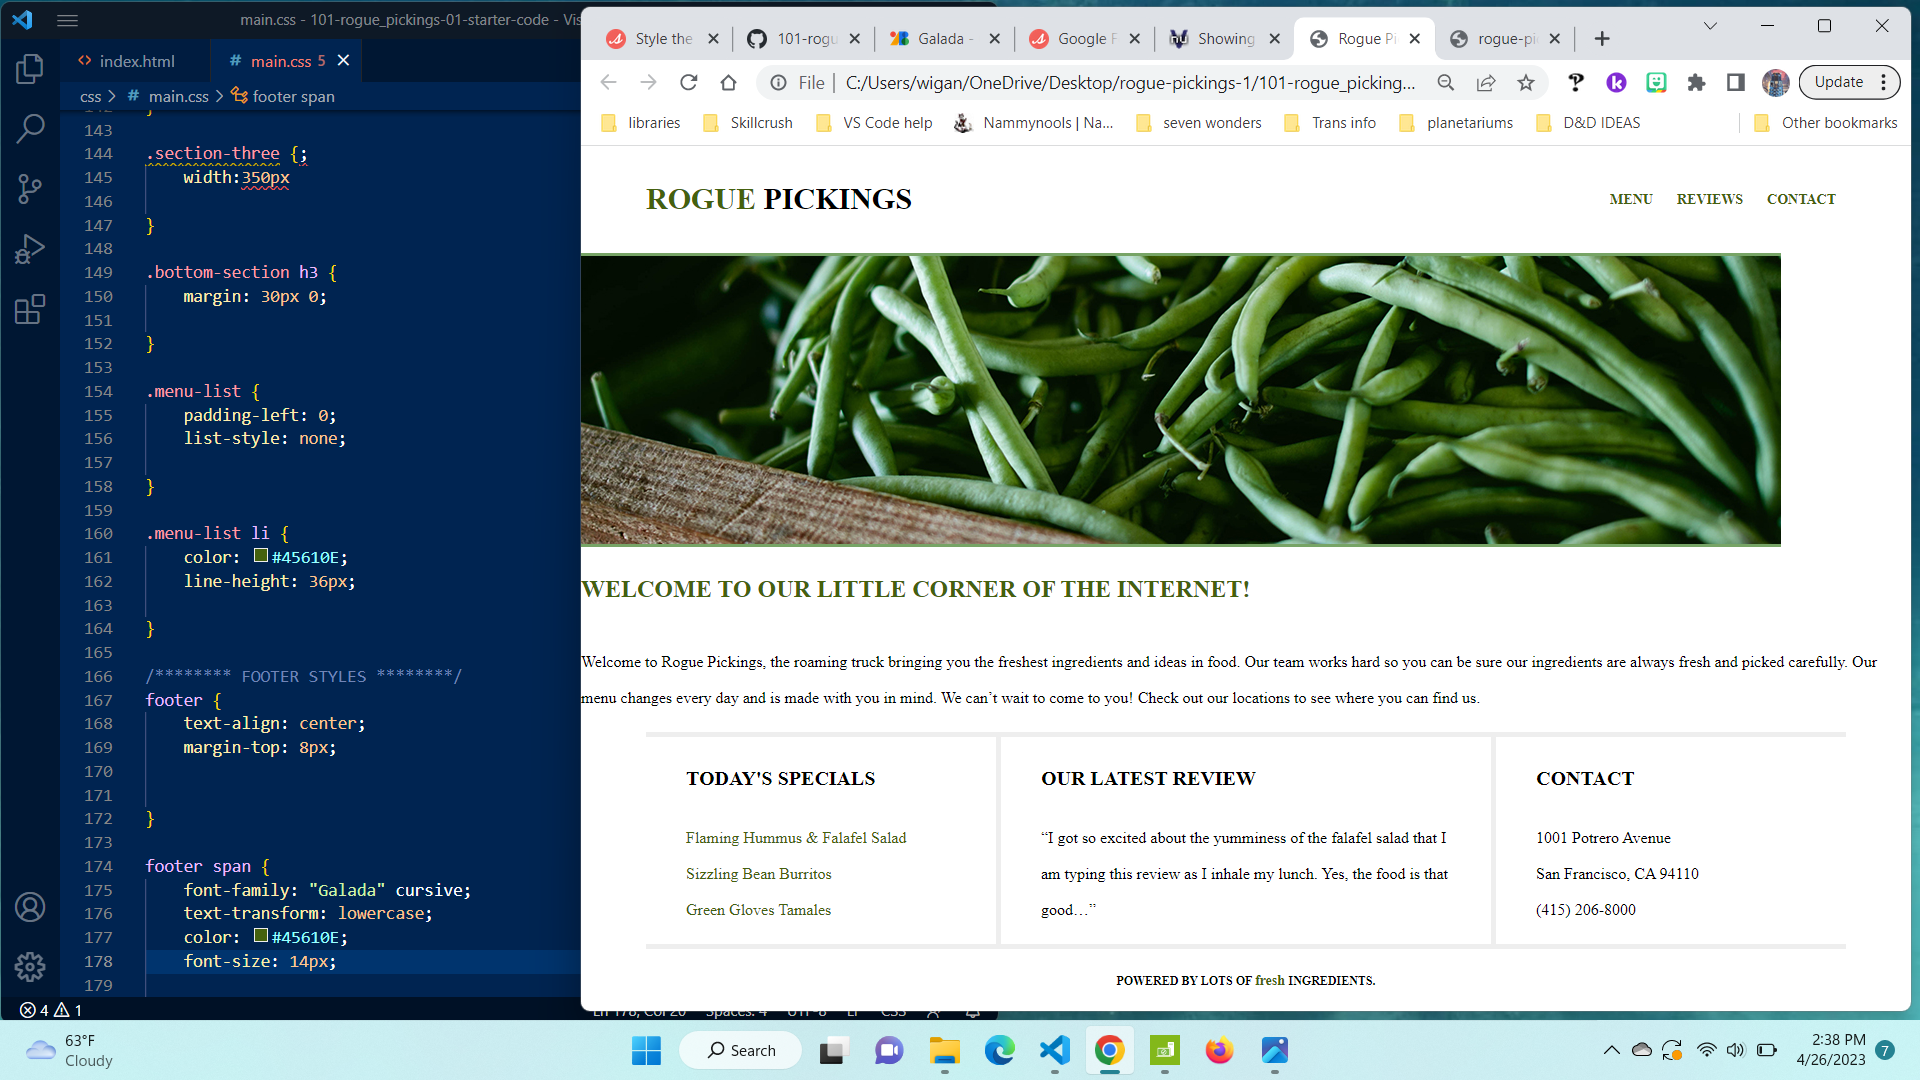 main.css - 101-rogue_pickings-01-starter-code - Vis
index.html
# main.css 5
css > # main.css > footer span
143
144 .section-three {;
145 width:350px
146
147 }
148
149 .bottom-section h3 {
150 margin: 30px 0;
151
152 }
153
154 .menu-list {
155 padding-left: 0;
156 list-style: none;
157
158 }
159
160 .menu-list li {
161 color: #45610E;
162 line-height: 36px;
163
164 }
165
166 /******** FOOTER STYLES ********/
167 footer {
168 text-align: center;
169 margin-top: 8px;
170
171
172 }
173
174 footer span {
175 font-family: "Galada" cursive;
176 text-transform: lowercase;
177 color: #45610E;
178 font-size: 14px;
179
4 1
Style the
101-rogu
Galada -
Google F
Showing
Rogue Pi
rogue-pi
File | C:/Users/wigan/OneDrive/Desktop/rogue-pickings-1/101-rogue_picking...
Update
libraries
Skillcrush
VS Code help
Nammynools | Na...
seven wonders
Trans info
planetariums
D&D IDEAS
Other bookmarks
ROGUE PICKINGS
MENU REVIEWS CONTACT
WELCOME TO OUR LITTLE CORNER OF THE INTERNET!
Welcome to Rogue Pickings, the roaming truck bringing you the freshest ingredients and ideas in food. Our team works hard so you can be sure our ingredients are always fresh and picked carefully. Our
menu changes every day and is made with you in mind. We can’t wait to come to you! Check out our locations to see where you can find us.
TODAY'S SPECIALS
Flaming Hummus & Falafel Salad
Sizzling Bean Burritos
Green Gloves Tamales
OUR LATEST REVIEW
“I got so excited about the yumminess of the falafel salad that I
am typing this review as I inhale my lunch. Yes, the food is that
good…”
CONTACT
1001 Potrero Avenue
San Francisco, CA 94110
(415) 206-8000
POWERED BY LOTS OF fresh INGREDIENTS.
63°F
Cloudy
Search
2:38 PM
4/26/2023
7